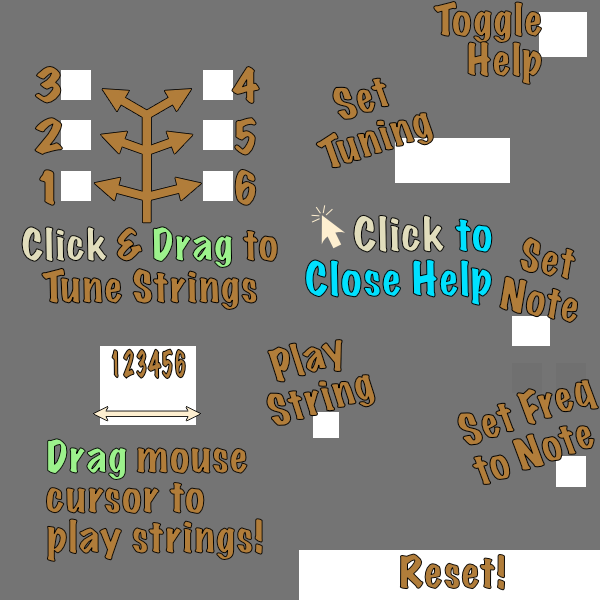 Toggle
Help
3 4
2 5
1 6
Set
Tuning
Click & Drag to
Tune Strings
Click to
Close Help
Set
Note
123456
Play
String
Set Freq
to Note
Drag mouse
cursor to
play strings!
Reset!